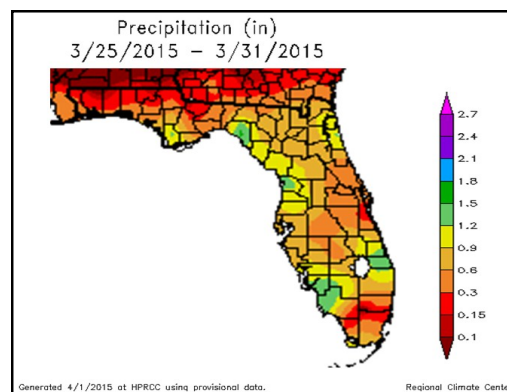 Precipitation (in)
3/25/2015 – 3/31/2015
2.7
2.4
2.1
1.8
1.5
1.2
0.9
0.6
0.3
0.15
0.1
Generated 4/1/2015 at HPRCC using provisional data.
Regional Climate Cente